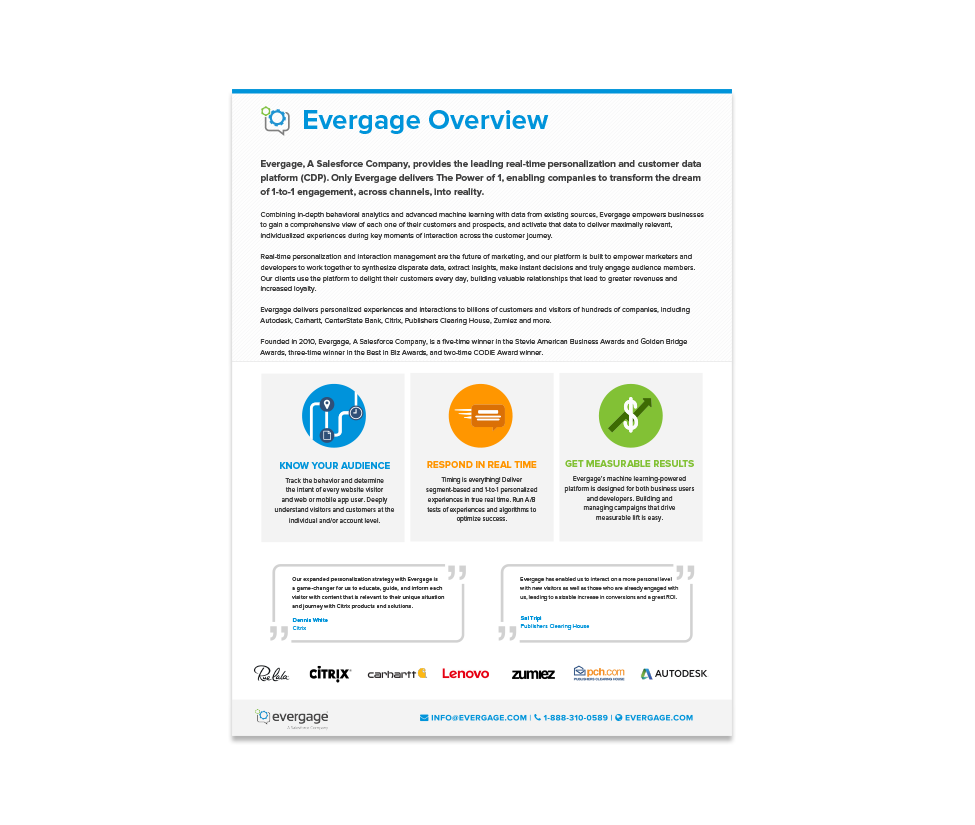 Evergage Overview
Evergage, A Salesforce Company, provides the leading real-time personalization and customer data
platform (CDP). Only Evergage delivers The Power of 1, enabling companies to transform the dream
of 1-to-1 engagement, across channels, into reality.
Combining in-depth behavioral analytics and advanced machine learning with data from existing sources, Evergage empowers businesses
to gain a comprehensive view of each one of their customers and prospects, and activate that data to deliver maximally relevant,
individualized experiences during key moments of interaction across the customer journey.
Real-time personalization and interaction management are the future of marketing, and our platform is built to empower marketers and
developers to work together to synthesize disparate data, extract insights, make instant decisions and truly engage audience members.
Our clients use the platform to delight their customers every day, building valuable relationships that lead to greater revenues and
increased loyalty.
Evergage delivers personalized experiences and interactions to billions of customers and visitors of hundreds of companies, including
Autodesk, Carhartt, CenterState Bank, Citrix, Publishers Clearing House, Zumiez and more.
Founded in 2010, Evergage, A Salesforce Company, is a five-time winner in the Stevie American Business Awards and Golden Bridge
Awards, three-time winner in the Best in Biz Awards, and two-time CODiE Award winner.
KNOW YOUR AUDIENCE
Track the behavior and determine
the intent of every website visitor
and web or mobile app user. Deeply
understand visitors and customers at the
individual and/or account level.
RESPOND IN REAL TIME
Timing is everything! Deliver
segment-based and 1-to-1 personalized
experiences in true real time. Run A/B
tests of experiences and algorithms to
optimize success.
GET MEASURABLE RESULTS
Evergage's machine learning-powered
platform is designed for both business users
and developers. Building and
managing campaigns that drive
measurable lift is easy.
Our expanded personalization strategy with Evergage is
a game-changer for us to educate, guide, and inform each
visitor with content that is relevant to their unique situation
and journey with Citrix products and solutions.
Dennis White
Citrix
Evergage has enabled us to interact on a more personal level
with new visitors as well as those who are already engaged with
us, leading to a sizable increase in conversions and a great ROI.
Sal Tripi
Publishers Clearing House
RueLaLa
CİTRİX
carhartt
Lenovo
zumiez
pch.com
PUBLISHERS CLEARING HOUSE
AUTODESK
evergage
A Salesforce Company
INFO@EVERGAGE.COM | 1-888-310-0589 | EVERGAGE.COM